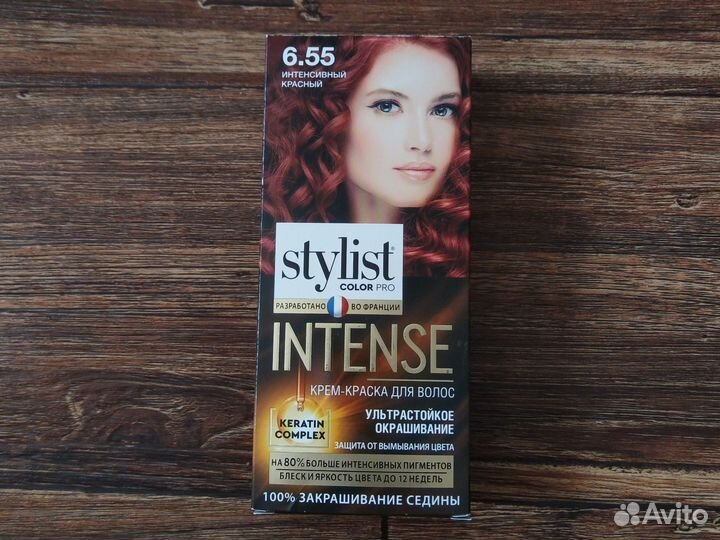 6.55
ИНТЕНСИВНЫЙ
КРАСНЫЙ
stylist®
COLOR PRO
РАЗРАБОТАНО ВО ФРАНЦИИ
INTENSE
КРЕМ-КРАСКА ДЛЯ ВОЛОС
KERATIN
COMPLEX
УЛЬТРАСТОЙКОЕ
ОКРАШИВАНИЕ
ЗАЩИТА ОТ ВЫМЫВАНИЯ ЦВЕТА
НА 80% БОЛЬШЕ ИНТЕНСИВНЫХ ПИГМЕНТОВ
БЛЕСК И ЯРКОСТЬ ЦВЕТА ДО 12 НЕДЕЛЬ
100% ЗАКРАШИВАНИЕ СЕДИНЫ
Avito